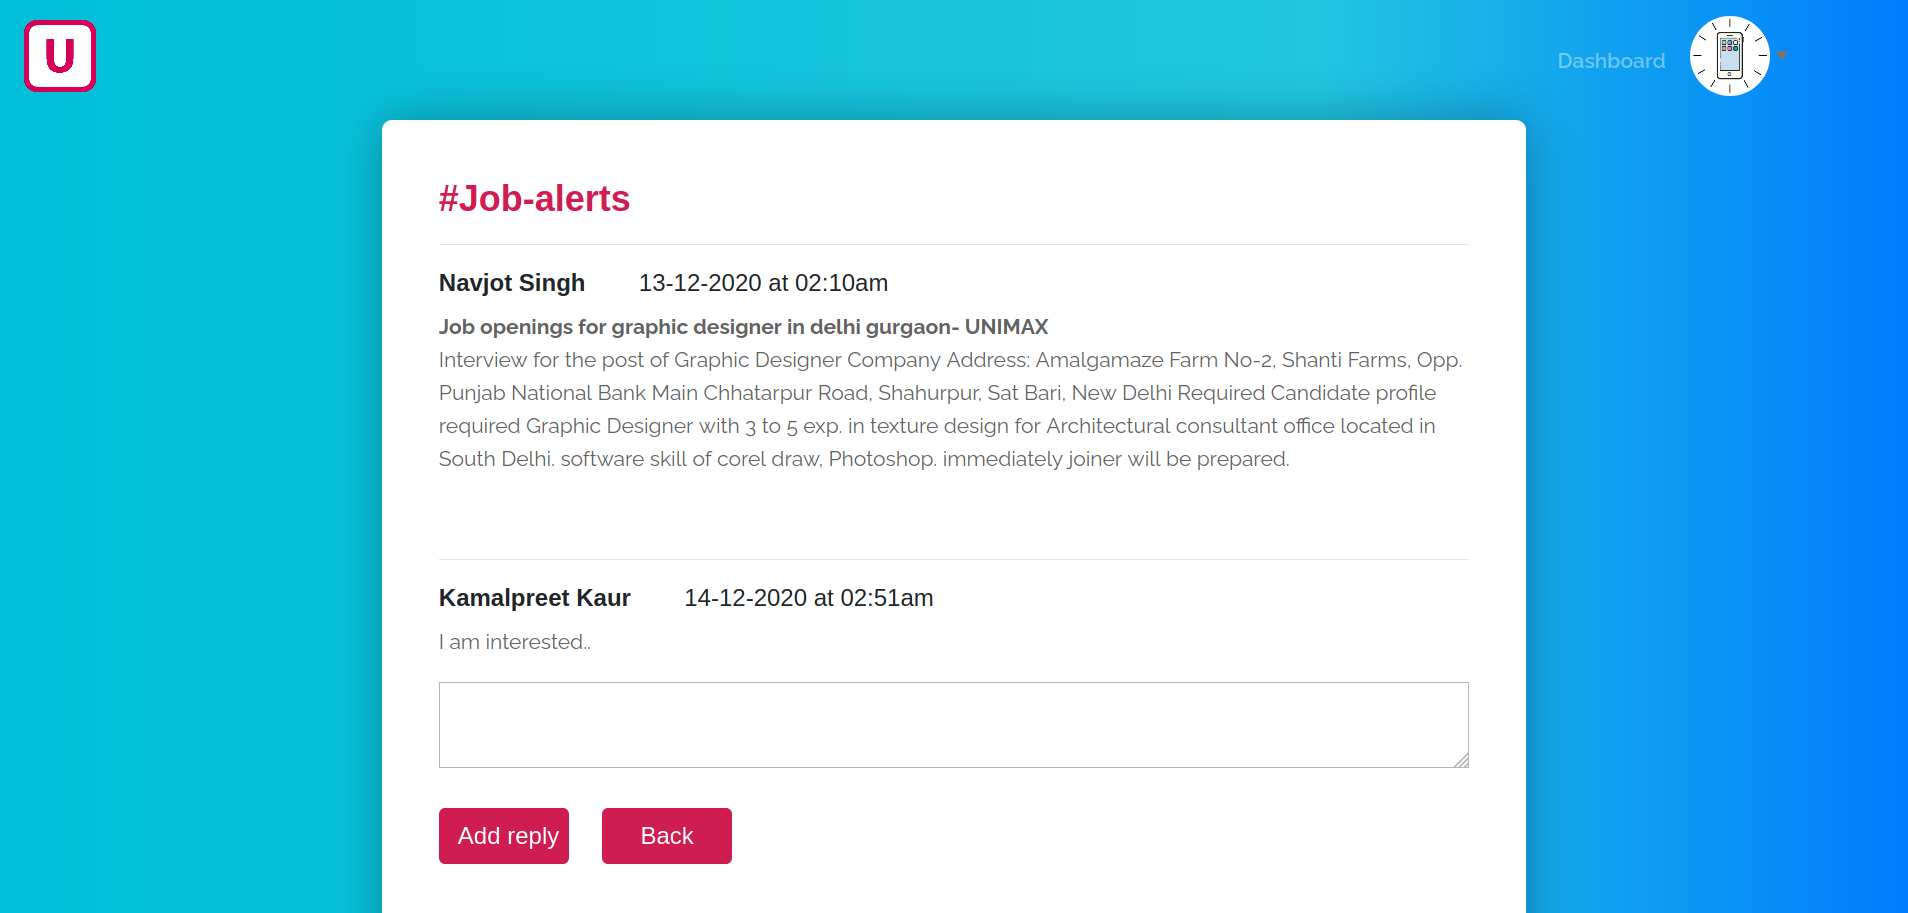 U
Dashboard
#Job-alerts
Navjot Singh 13-12-2020 at 02:10am
Job openings for graphic designer in delhi gurgaon- UNIMAX
Interview for the post of Graphic Designer Company Address: Amalgamaze Farm No-2, Shanti Farms, Opp.
Punjab National Bank Main Chhatarpur Road, Shahurpur, Sat Bari, New Delhi Required Candidate profile
required Graphic Designer with 3 to 5 exp. in texture design for Architectural consultant office located in
South Delhi. software skill of corel draw, Photoshop. immediately joiner will be prepared.
Kamalpreet Kaur 14-12-2020 at 02:51am
I am interested..
Add reply Back